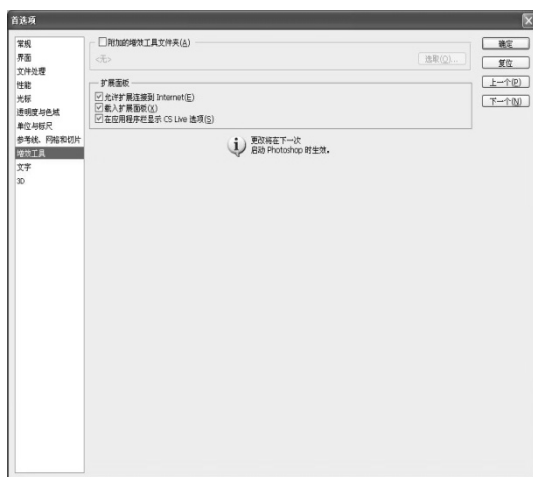 首选项
常规
界面
文件处理
性能
光标
透明度与色域
单位与标尺
参考线、网格和切片
增效工具
文字
3D
附加的增效工具文件夹(A)
<无>
选取(O)...
扩展面板
允许扩展连接到 Internet(E)
载入扩展面板(X)
在应用程序栏显示 CS Live 选项(S)
更改将在下一次
启动 Photoshop 时生效。
确定
复位
上一个(P)
下一个(N)